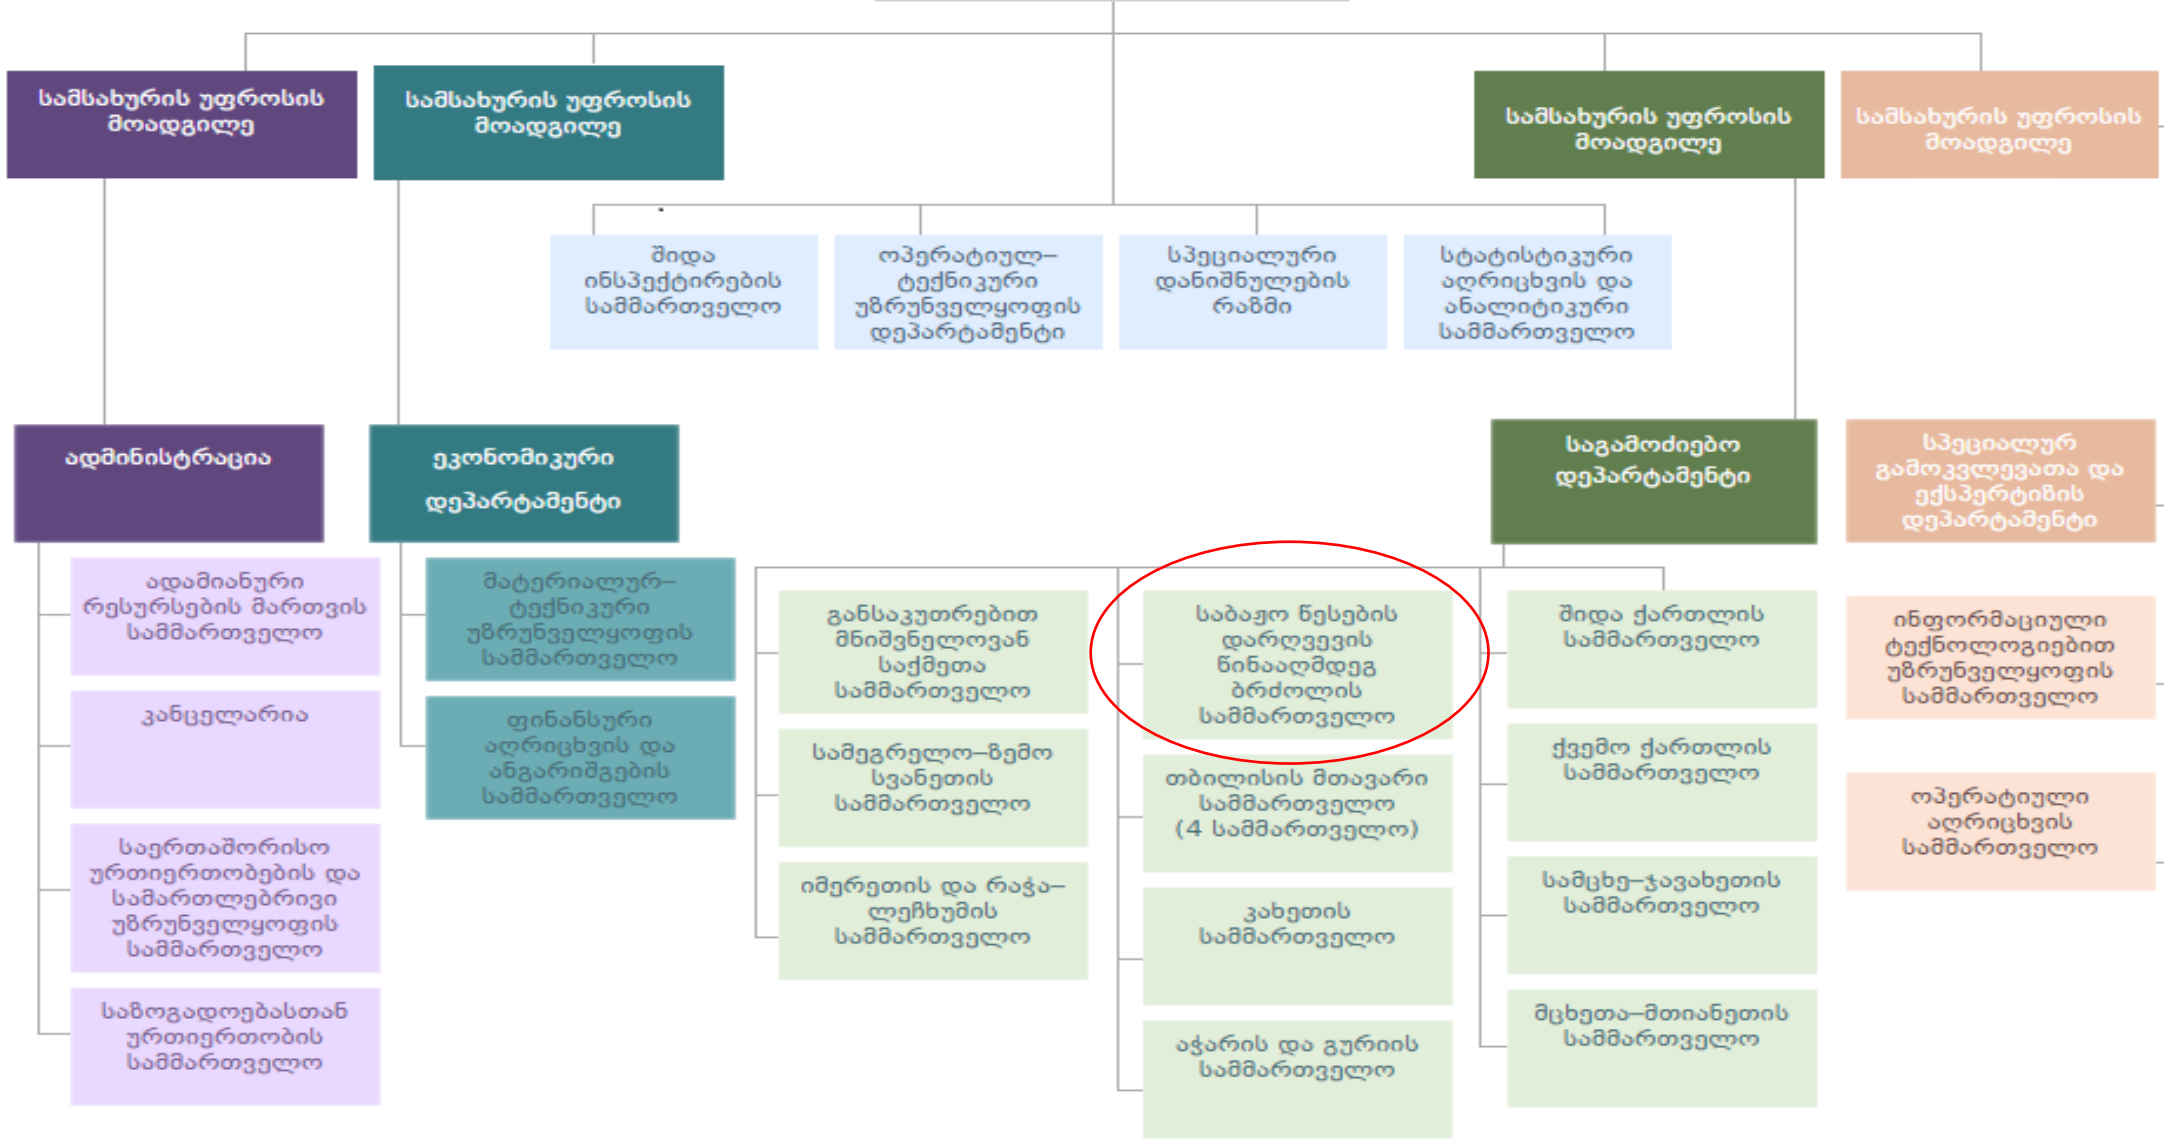 სამსახურის უფროსის
მოადგილე
სამსახურის უფროსის
მოადგილე
სამსახურის უფროსის
მოადგილე
სამსახურის უფროსის
მოადგილე
შიდა
ინსპექტირების
სამმართველო
ოპერატიულ–
ტექნიკური
უზრუნველყოფის
დეპარტამენტი
სპეციალური
დანიშნულების
რაზმი
სტატისტიკური
აღრიცხვის და
ანალიტიკური
სამმართველო
ადმინისტრაცია
ეკონომიკური
დეპარტამენტი
საგამოძიებო
დეპარტამენტი
სპეციალურ
გამოკვლევათა და
ექსპერტიზის
დეპარტამენტი
ადამიანური
რესურსების მართვის
სამმართველო
კანცელარია
საერთაშორისო
ურთიერთობების და
სამართლებრივი
უზრუნველყოფის
სამმართველო
საზოგადოებასთან
ურთიერთობის
სამმართველო
მატერიალურ–
ტექნიკური
უზრუნველყოფის
სამმართველო
ფინანსური
აღრიცხვის და
ანგარიშგების
სამმართველო
განსაკუთრებით
მნიშვნელოვან
საქმეთა
სამმართველო
სამეგრელო–ზემო
სვანეთის
სამმართველო
იმერეთის და რაჭა–
ლეჩხუმის
სამმართველო
საბაჟო წესების
დარღვევის
წინააღმდეგ
ბრძოლის
სამმართველო
თბილისის მთავარი
სამმართველო
(4 სამმართველო)
კახეთის
სამმართველო
აჭარის და გურიის
სამმართველო
შიდა ქართლის
სამმართველო
ქვემო ქართლის
სამმართველო
სამცხე–ჯავახეთის
სამმართველო
მცხეთა–მთიანეთის
სამმართველო
ინფორმაციული
ტექნოლოგიებით
უზრუნველყოფის
სამმართველო
ოპერატიული
აღრიცხვის
სამმართველო